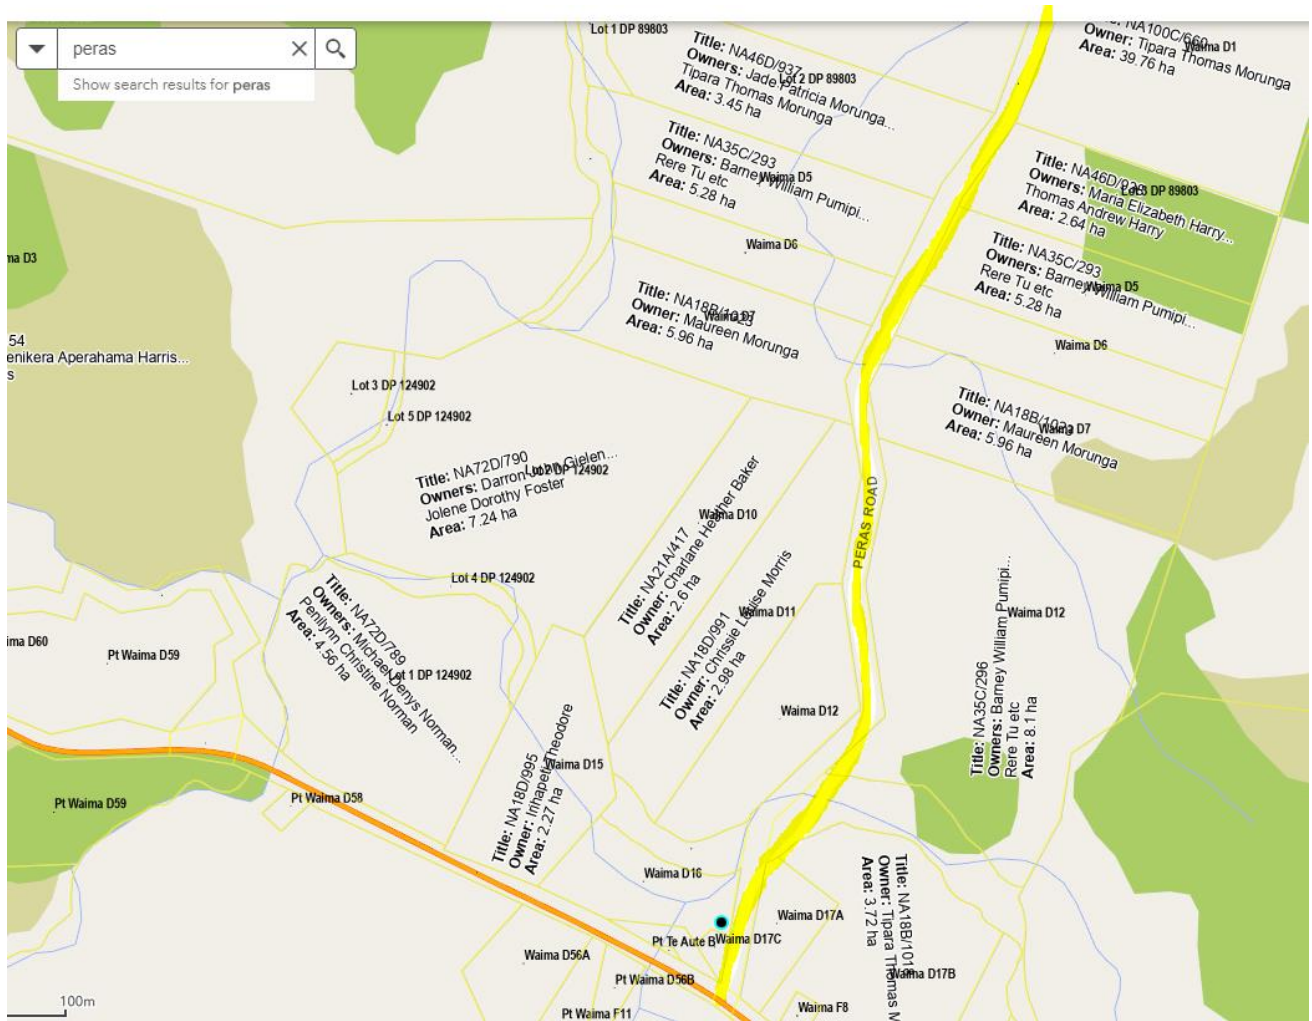 peras
Show search results for peras
Lot 1 DP 89803
Title: NA46D/937
Owners: Jade Patricia Morunga...
Tipara Thomas Morunga
Area: 3.45 ha
Lot 2 DP 89803
NA100C/660
Owner: Tipara Thomas Morunga
Area: 39.76 ha
Waima D1
Title: NA35C/293
Owners: Barney William Pumipi...
Rere Tu etc
Area: 5.28 ha
Waima D5
Title:
Owners: Maria Elizabeth Harry...
Thomas Andrew Harry
Area: 2.64 ha
Lot 3 DP 89803
Waima D6
ma D3
Title: NA35C/293
Owners: Barney William Pumipi...
Rere Tu etc
Area: 5.28 ha
Waima D5
Title:
Owner: Maureen Morunga
Area: 5.96 ha
Waima D7
Waima D6
54
enikera Aperahama Harris...
s
Lot 3 DP 124902
Lot 5 DP 124902
Title:
Owner: Maureen Morunga
Area: 5.96 ha
Waima D7
Title: NA72D/790
Owners: Darron John Gielen...
Jolene Dorothy Foster
Area: 7.24 ha
Lot 2 DP 124902
Title: NA21A/417
Owner: Charlane Heather Baker
Area: 2.6 ha
Waima D10
PERAS ROAD
Lot 4 DP 124902
Title: NA18D/991
Owner: Chrissie Louise Morris
Area: 2.98 ha
Waima D11
Waima D12
Title: NA35C/296
Owners: Barney William Pumipi...
Rere Tu etc
Area: 8.1 ha
ima D60
Pt Waima D59
Title: NA72D/789
Owners: Michael Denys Norman...
Penllynn Christine Norman
Area: 4.56 ha
Lot 1 DP 124902
Waima D12
Title: NA18D/995
Owner: Irihapeti Theodore
Area: 2.27 ha
Waima D15
Pt Waima D59
Pt Waima D58
Waima D16
Title:
Owner: Tipara Thomas M
Area: 3.72 ha
Waima D17A
Pt Te Aute B
Waima D17C
Waima D56A
Waima D17B
Pt Waima D56B
100m
Pt Waima F11
Waima F8